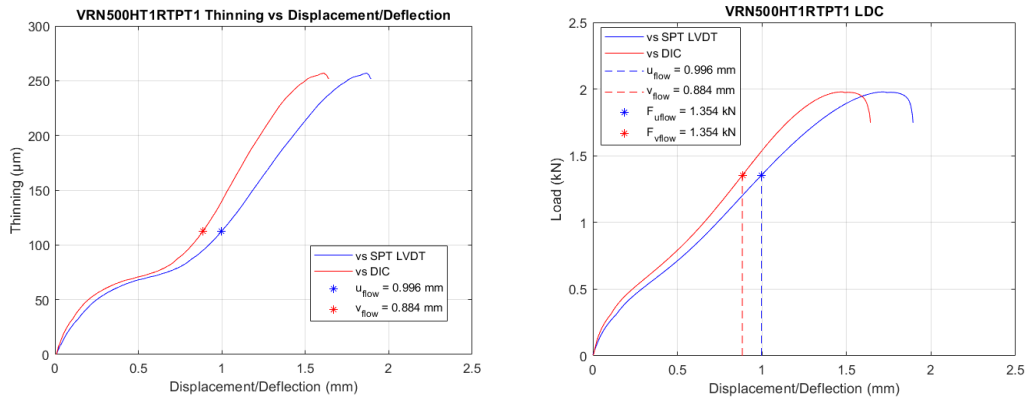 VRN500HT1RTPT1 Thinning vs Displacement/Deflection
300
250
200
150
100
50
0
Thinning (μm)
vs SPT LVDT
vs DIC
u_flow = 0.996 mm
v_flow = 0.884 mm
0 0.5 1 1.5 2 2.5
Displacement/Deflection (mm)
VRN500HT1RTPT1 LDC
2.5
2
1.5
1
0.5
0
Load (kN)
vs SPT LVDT
vs DIC
u_flow = 0.996 mm
v_flow = 0.884 mm
F_uflow = 1.354 kN
F_vflow = 1.354 kN
0 0.5 1 1.5 2 2.5
Displacement/Deflection (mm)